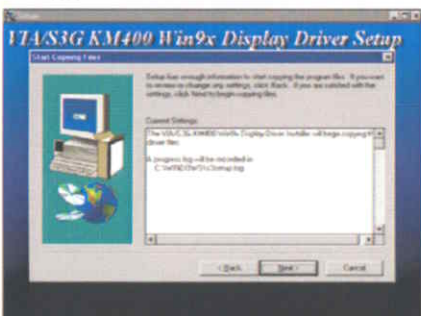 Setup
VIA/S3G KM400 Win9x Display Driver Setup
Start Copying Files
Setup has enough information to start copying the program files. If you want
to review or change any settings, click Back. If you are satisfied with the
settings, click Next to begin copying files.
Current Settings:
The VIA/S3G KM400 Win9x Display Driver Installer will begin copying
driver files.
A progress log will be recorded in
C:\WINDOWS\
< Back
Next >
Cancel